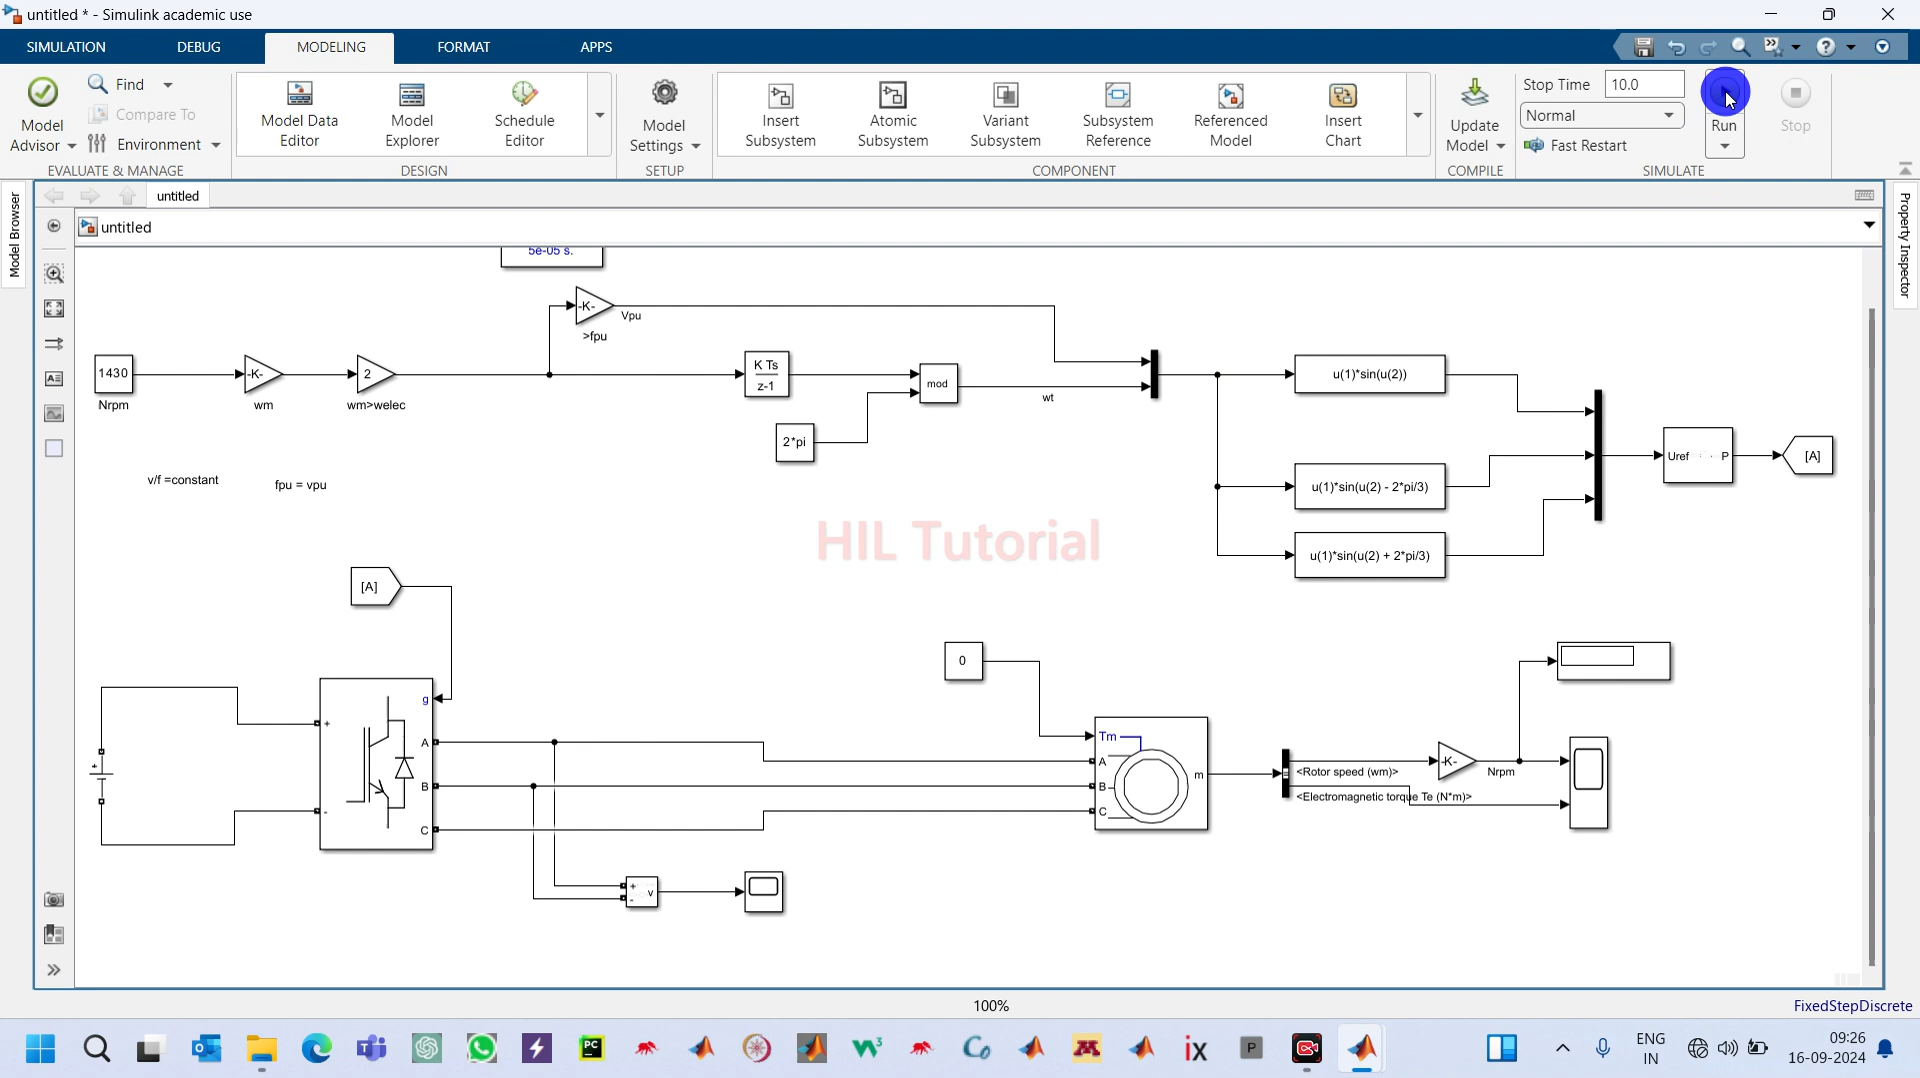 untitled * - Simulink academic use
SIMULATION
DEBUG
MODELING
FORMAT
APPS
Find
Compare To
Environment
Model
Advisor
EVALUATE & MANAGE
Model Data
Editor
Model
Explorer
Schedule
Editor
DESIGN
Model
Settings
SETUP
Insert
Subsystem
Atomic
Subsystem
Variant
Subsystem
Subsystem
Reference
Referenced
Model
Insert
Chart
COMPONENT
Update
Model
COMPILE
Stop Time
10.0
Normal
Fast Restart
Run
Stop
SIMULATE
Model Browser
untitled
untitled
Property Inspector
5e-05 s.
-K-
Vpu
>fpu
1430
Nrpm
-K-
wm
2
wm>welec
K Ts
z-1
mod
wt
2*pi
u(1)*sin(u(2))
u(1)*sin(u(2) - 2*pi/3)
u(1)*sin(u(2) + 2*pi/3)
Uref
P
[A]
v/f =constant
fpu = vpu
HIL Tutorial
[A]
0
g
+
-
A
B
C
Tm
A
B
C
m
<Rotor speed (wm)>
<Electromagnetic torque Te (N*m)>
-K-
Nrpm
+
-
v
100%
FixedStepDiscrete
ENG
IN
09:26
16-09-2024